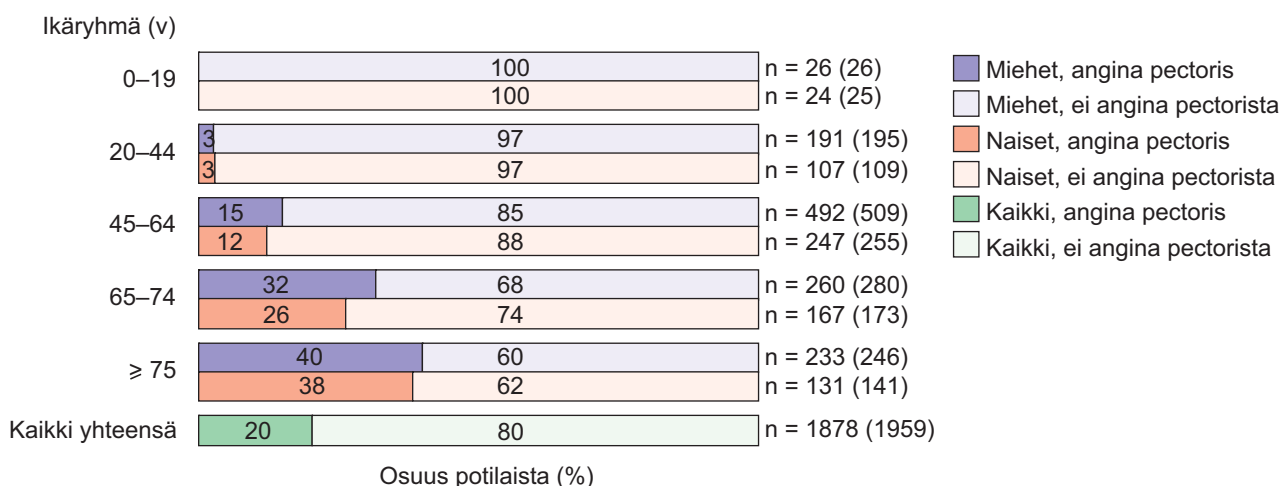 Ikäryhmä (v)
0–19
100
n = 26 (26)
100
n = 24 (25)
20–44
3
97
n = 191 (195)
3
97
n = 107 (109)
45–64
15
85
n = 492 (509)
12
88
n = 247 (255)
65–74
32
68
n = 260 (280)
26
74
n = 167 (173)
⩾ 75
40
60
n = 233 (246)
38
62
n = 131 (141)
Kaikki yhteensä
20
80
n = 1878 (1959)
Osuus potilaista (%)
Miehet, angina pectoris
Miehet, ei angina pectorista
Naiset, angina pectoris
Naiset, ei angina pectorista
Kaikki, angina pectoris
Kaikki, ei angina pectorista